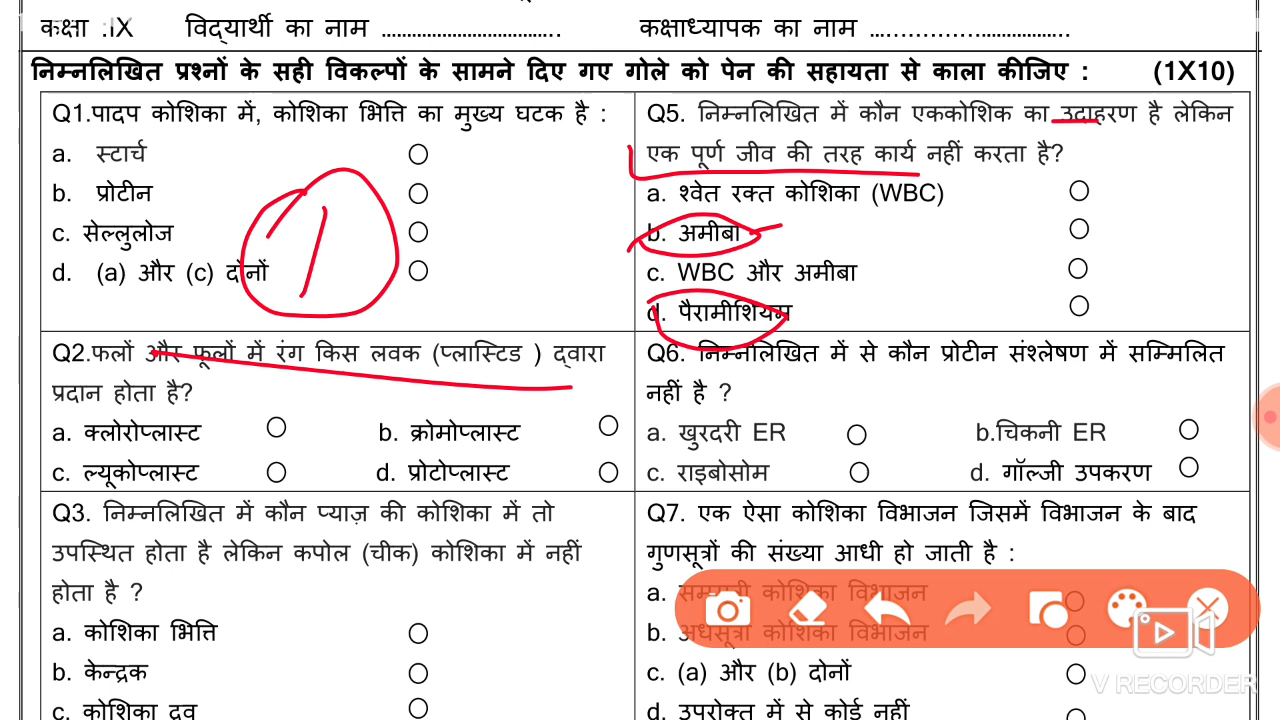 कक्षा :IX विद्यार्थी का नाम ..................................... कक्षाध्यापक का नाम ........................................
निम्नलिखित प्रश्नों के सही विकल्पों के सामने दिए गए गोले को पेन की सहायता से काला कीजिए : (1X10)
Q1.पादप कोशिका में, कोशिका भित्ति का मुख्य घटक है :
a. स्टार्च
b. प्रोटीन
c. सेल्लुलोज
d. (a) और (c) दोनों
1
Q2.फलों और फूलों में रंग किस लवक (प्लास्टिड ) द्वारा
प्रदान होता है?
a. क्लोरोप्लास्ट b. क्रोमोप्लास्ट
c. ल्यूकोप्लास्ट d. प्रोटोप्लास्ट
Q3. निम्नलिखित में कौन प्याज़ की कोशिका में तो
उपस्थित होता है लेकिन कपोल (चीक) कोशिका में नहीं
होता है ?
a. कोशिका भित्ति
b. केन्द्रक
c. कोशिका द्रव
Q5. निम्नलिखित में कौन एककोशिक का उदाहरण है लेकिन
एक पूर्ण जीव की तरह कार्य नहीं करता है?
a. श्वेत रक्त कोशिका (WBC)
b. अमीबा
c. WBC और अमीबा
d. पैरामीशियम
Q6. निम्नलिखित में से कौन प्रोटीन संश्लेषण में सम्मिलित
नहीं है ?
a. खुरदरी ER b.चिकनी ER
c. राइबोसोम d. गॉल्जी उपकरण
Q7. एक ऐसा कोशिका विभाजन जिसमें विभाजन के बाद
गुणसूत्रों की संख्या आधी हो जाती है :
a. कोशिका विभाजन
b. अर्धसूत्री कोशिका विभाजन
c. (a) और (b) दोनों
d. उपरोक्त में से कोई नहीं
V RECORDER